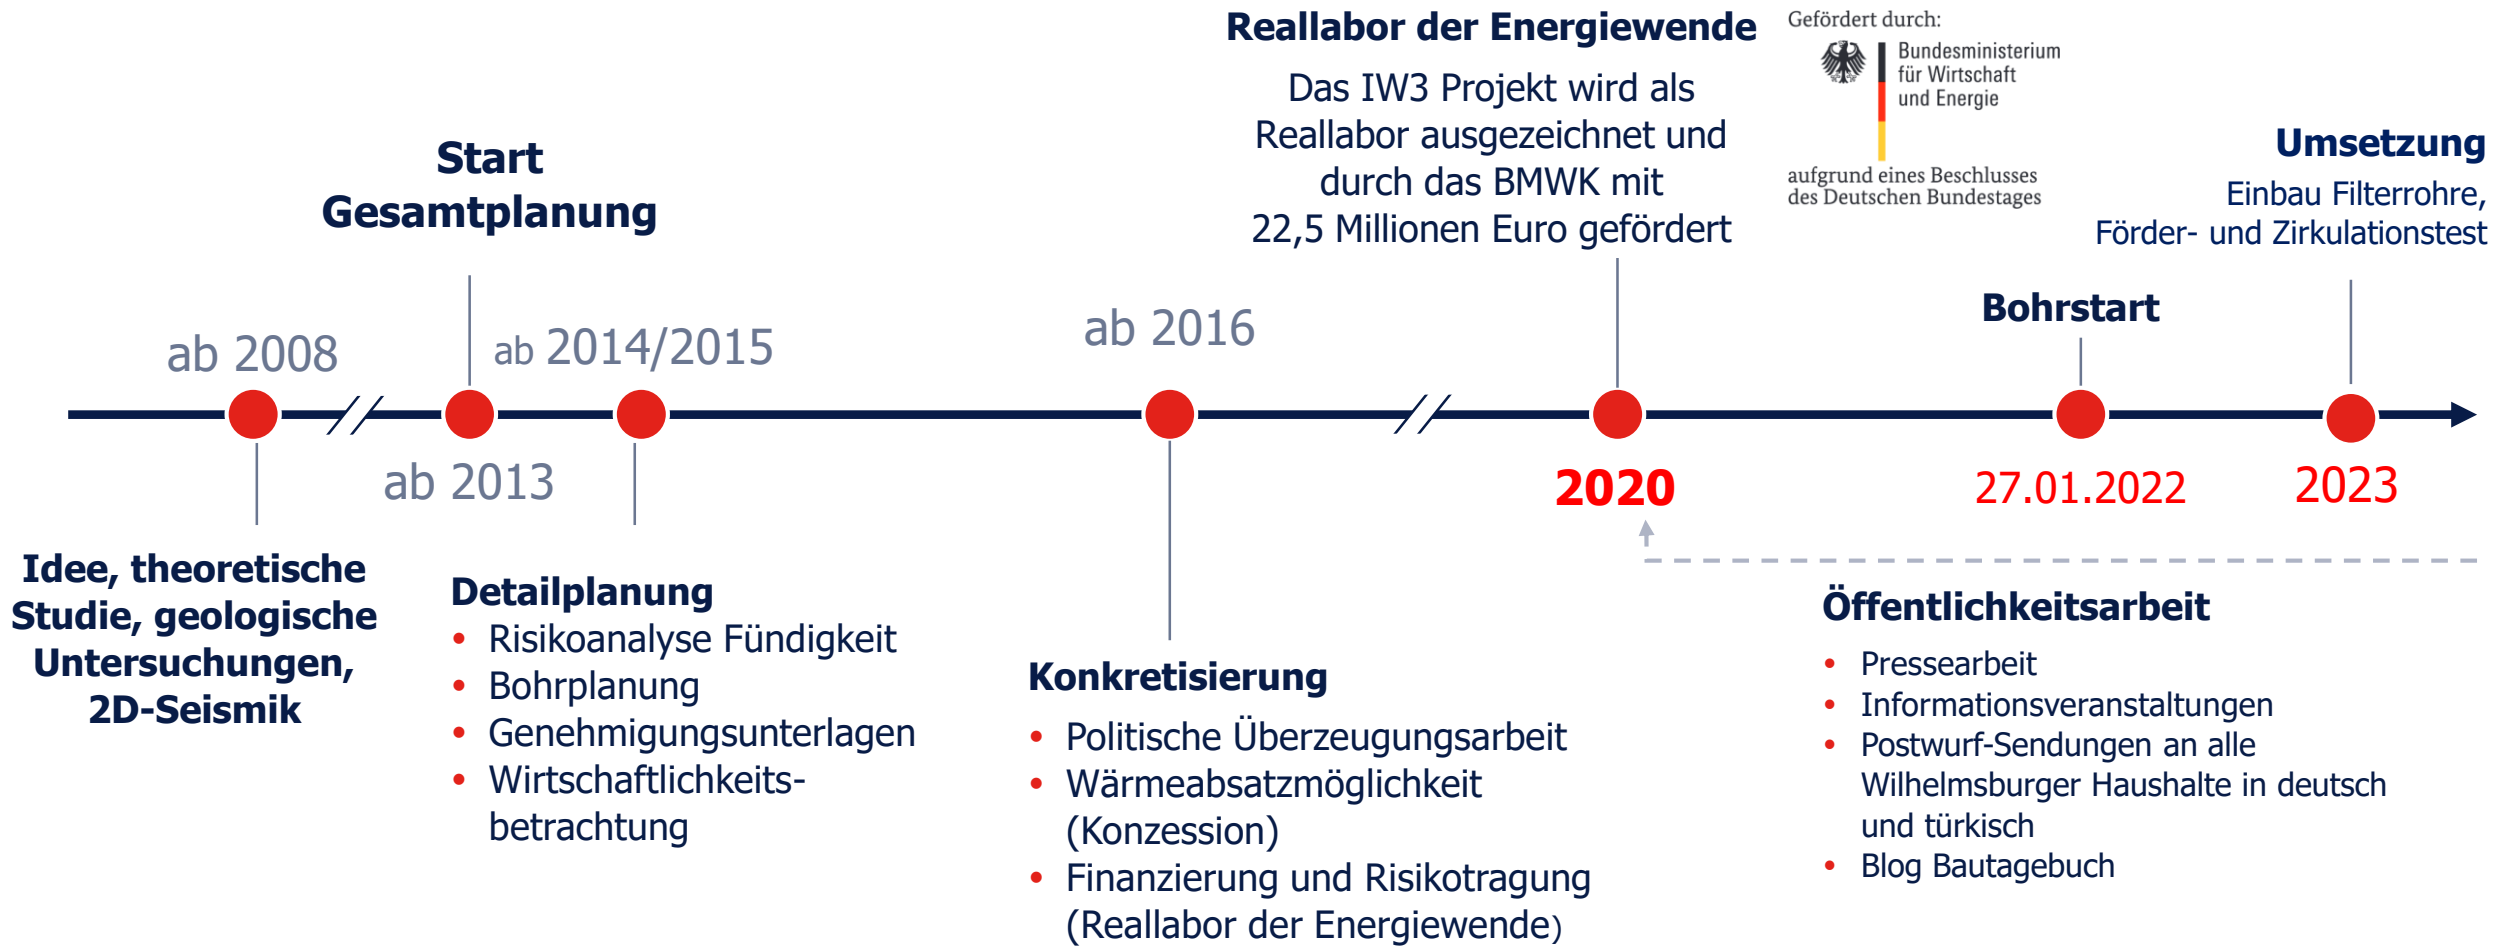 Reallabor der Energiewende
Das IW3 Projekt wird als
Reallabor ausgezeichnet und
durch das BMWK mit
22,5 Millionen Euro gefördert
Gefördert durch:
Bundesministerium
für Wirtschaft
und Energie
aufgrund eines Beschlusses
des Deutschen Bundestages
Umsetzung
Einbau Filterrohre,
Förder- und Zirkulationstest
Start
Gesamtplanung
Bohrstart
ab 2008
ab 2014/2015
ab 2016
ab 2013
2020
27.01.2022
2023
Idee, theoretische
Studie, geologische
Untersuchungen,
2D-Seismik
Detailplanung
• Risikoanalyse Fündigkeit
• Bohrplanung
• Genehmigungsunterlagen
• Wirtschaftlichkeits-
betrachtung
Konkretisierung
• Politische Überzeugungsarbeit
• Wärmeabsatzmöglichkeit
(Konzession)
• Finanzierung und Risikotragung
(Reallabor der Energiewende)
Öffentlichkeitsarbeit
• Pressearbeit
• Informationsveranstaltungen
• Postwurf-Sendungen an alle
Wilhelmsburger Haushalte in deutsch
und türkisch
• Blog Bautagebuch